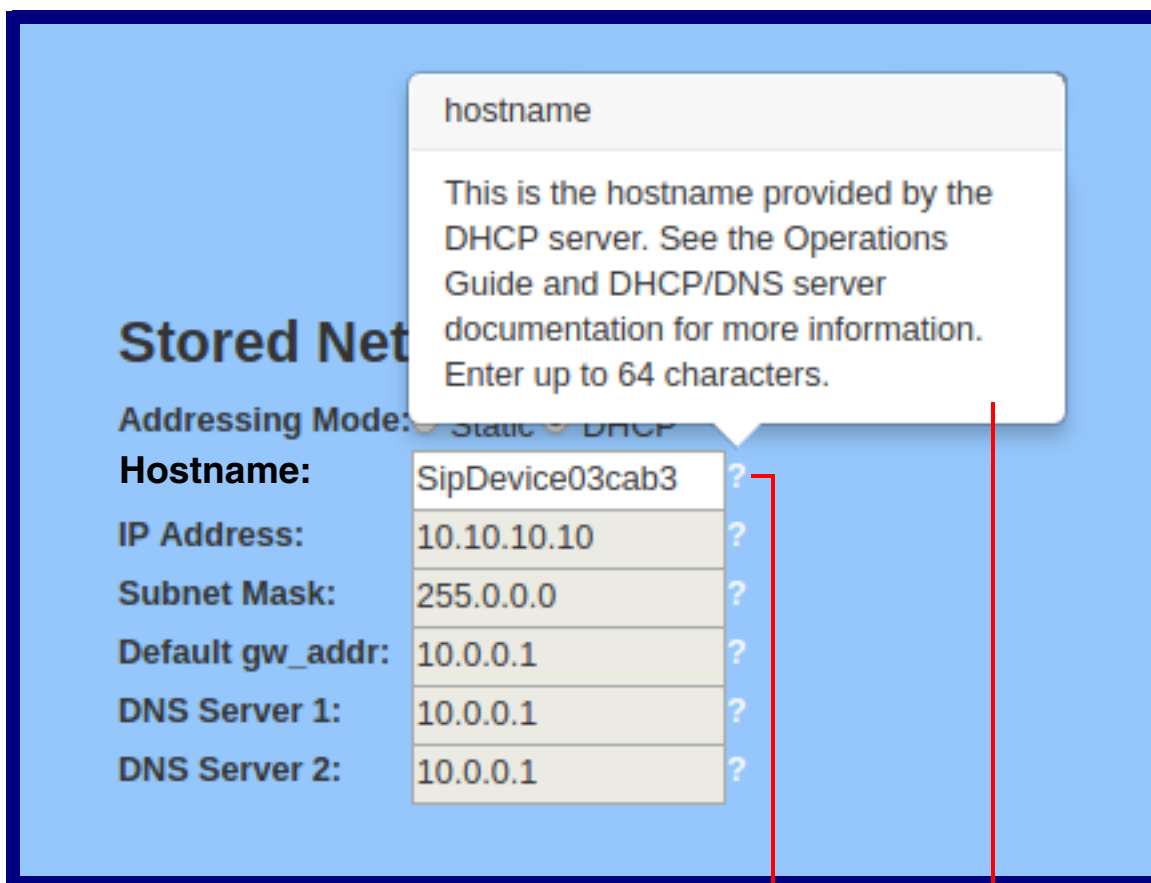 hostname
This is the hostname provided by the
DHCP server. See the Operations
Guide and DHCP/DNS server
documentation for more information.
Enter up to 64 characters.
Stored Net
Addressing Mode: Static DHCP
Hostname: SipDevice03cab3 ?
IP Address: 10.10.10.10 ?
Subnet Mask: 255.0.0.0 ?
Default gw_addr: 10.0.0.1 ?
DNS Server 1: 10.0.0.1 ?
DNS Server 2: 10.0.0.1 ?